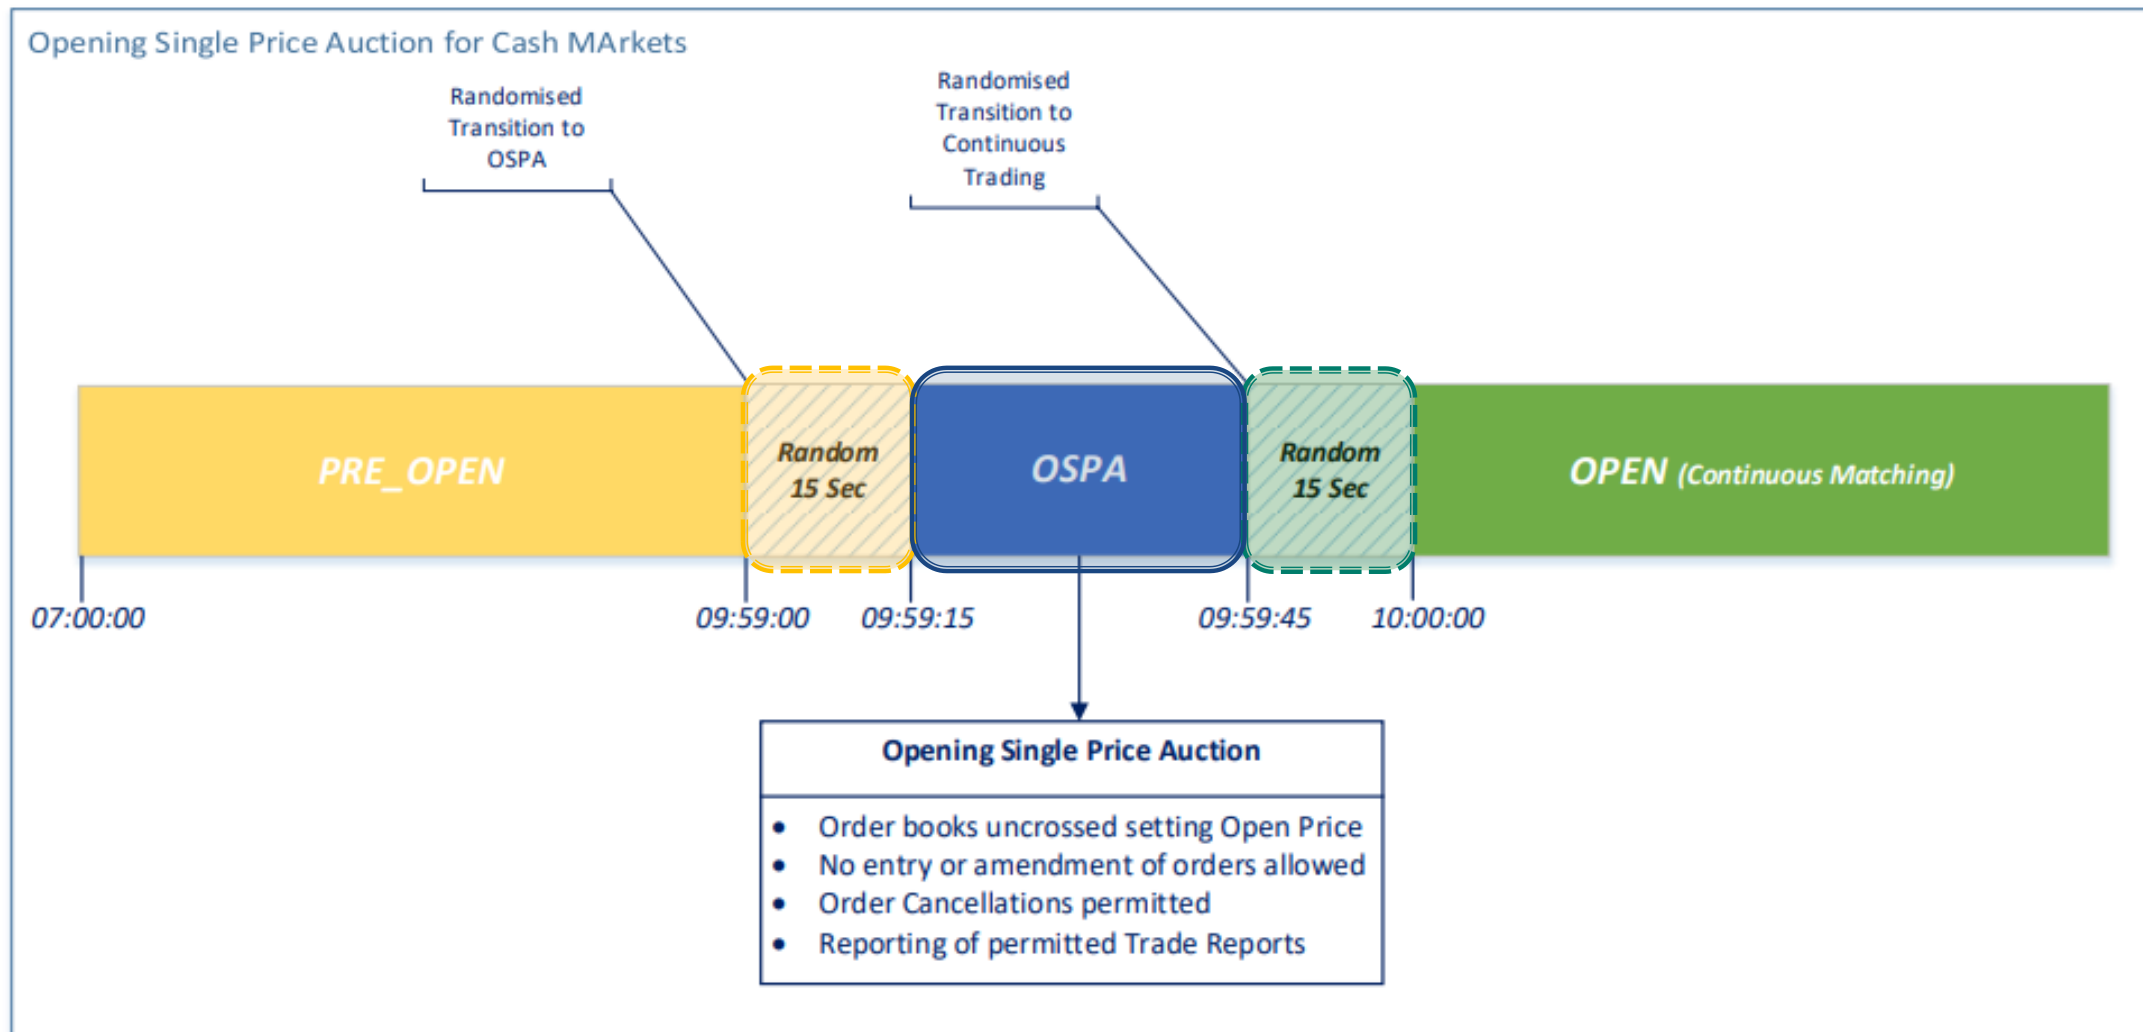 Opening Single Price Auction for Cash MArkets
Randomised
Transition to
OSPA
Randomised
Transition to
Continuous
Trading
PRE_OPEN
Random
15 Sec
OSPA
Random
15 Sec
OPEN (Continuous Matching)
07:00:00
09:59:00
09:59:15
09:59:45
10:00:00
Opening Single Price Auction
• Order books uncrossed setting Open Price
• No entry or amendment of orders allowed
• Order Cancellations permitted
• Reporting of permitted Trade Reports